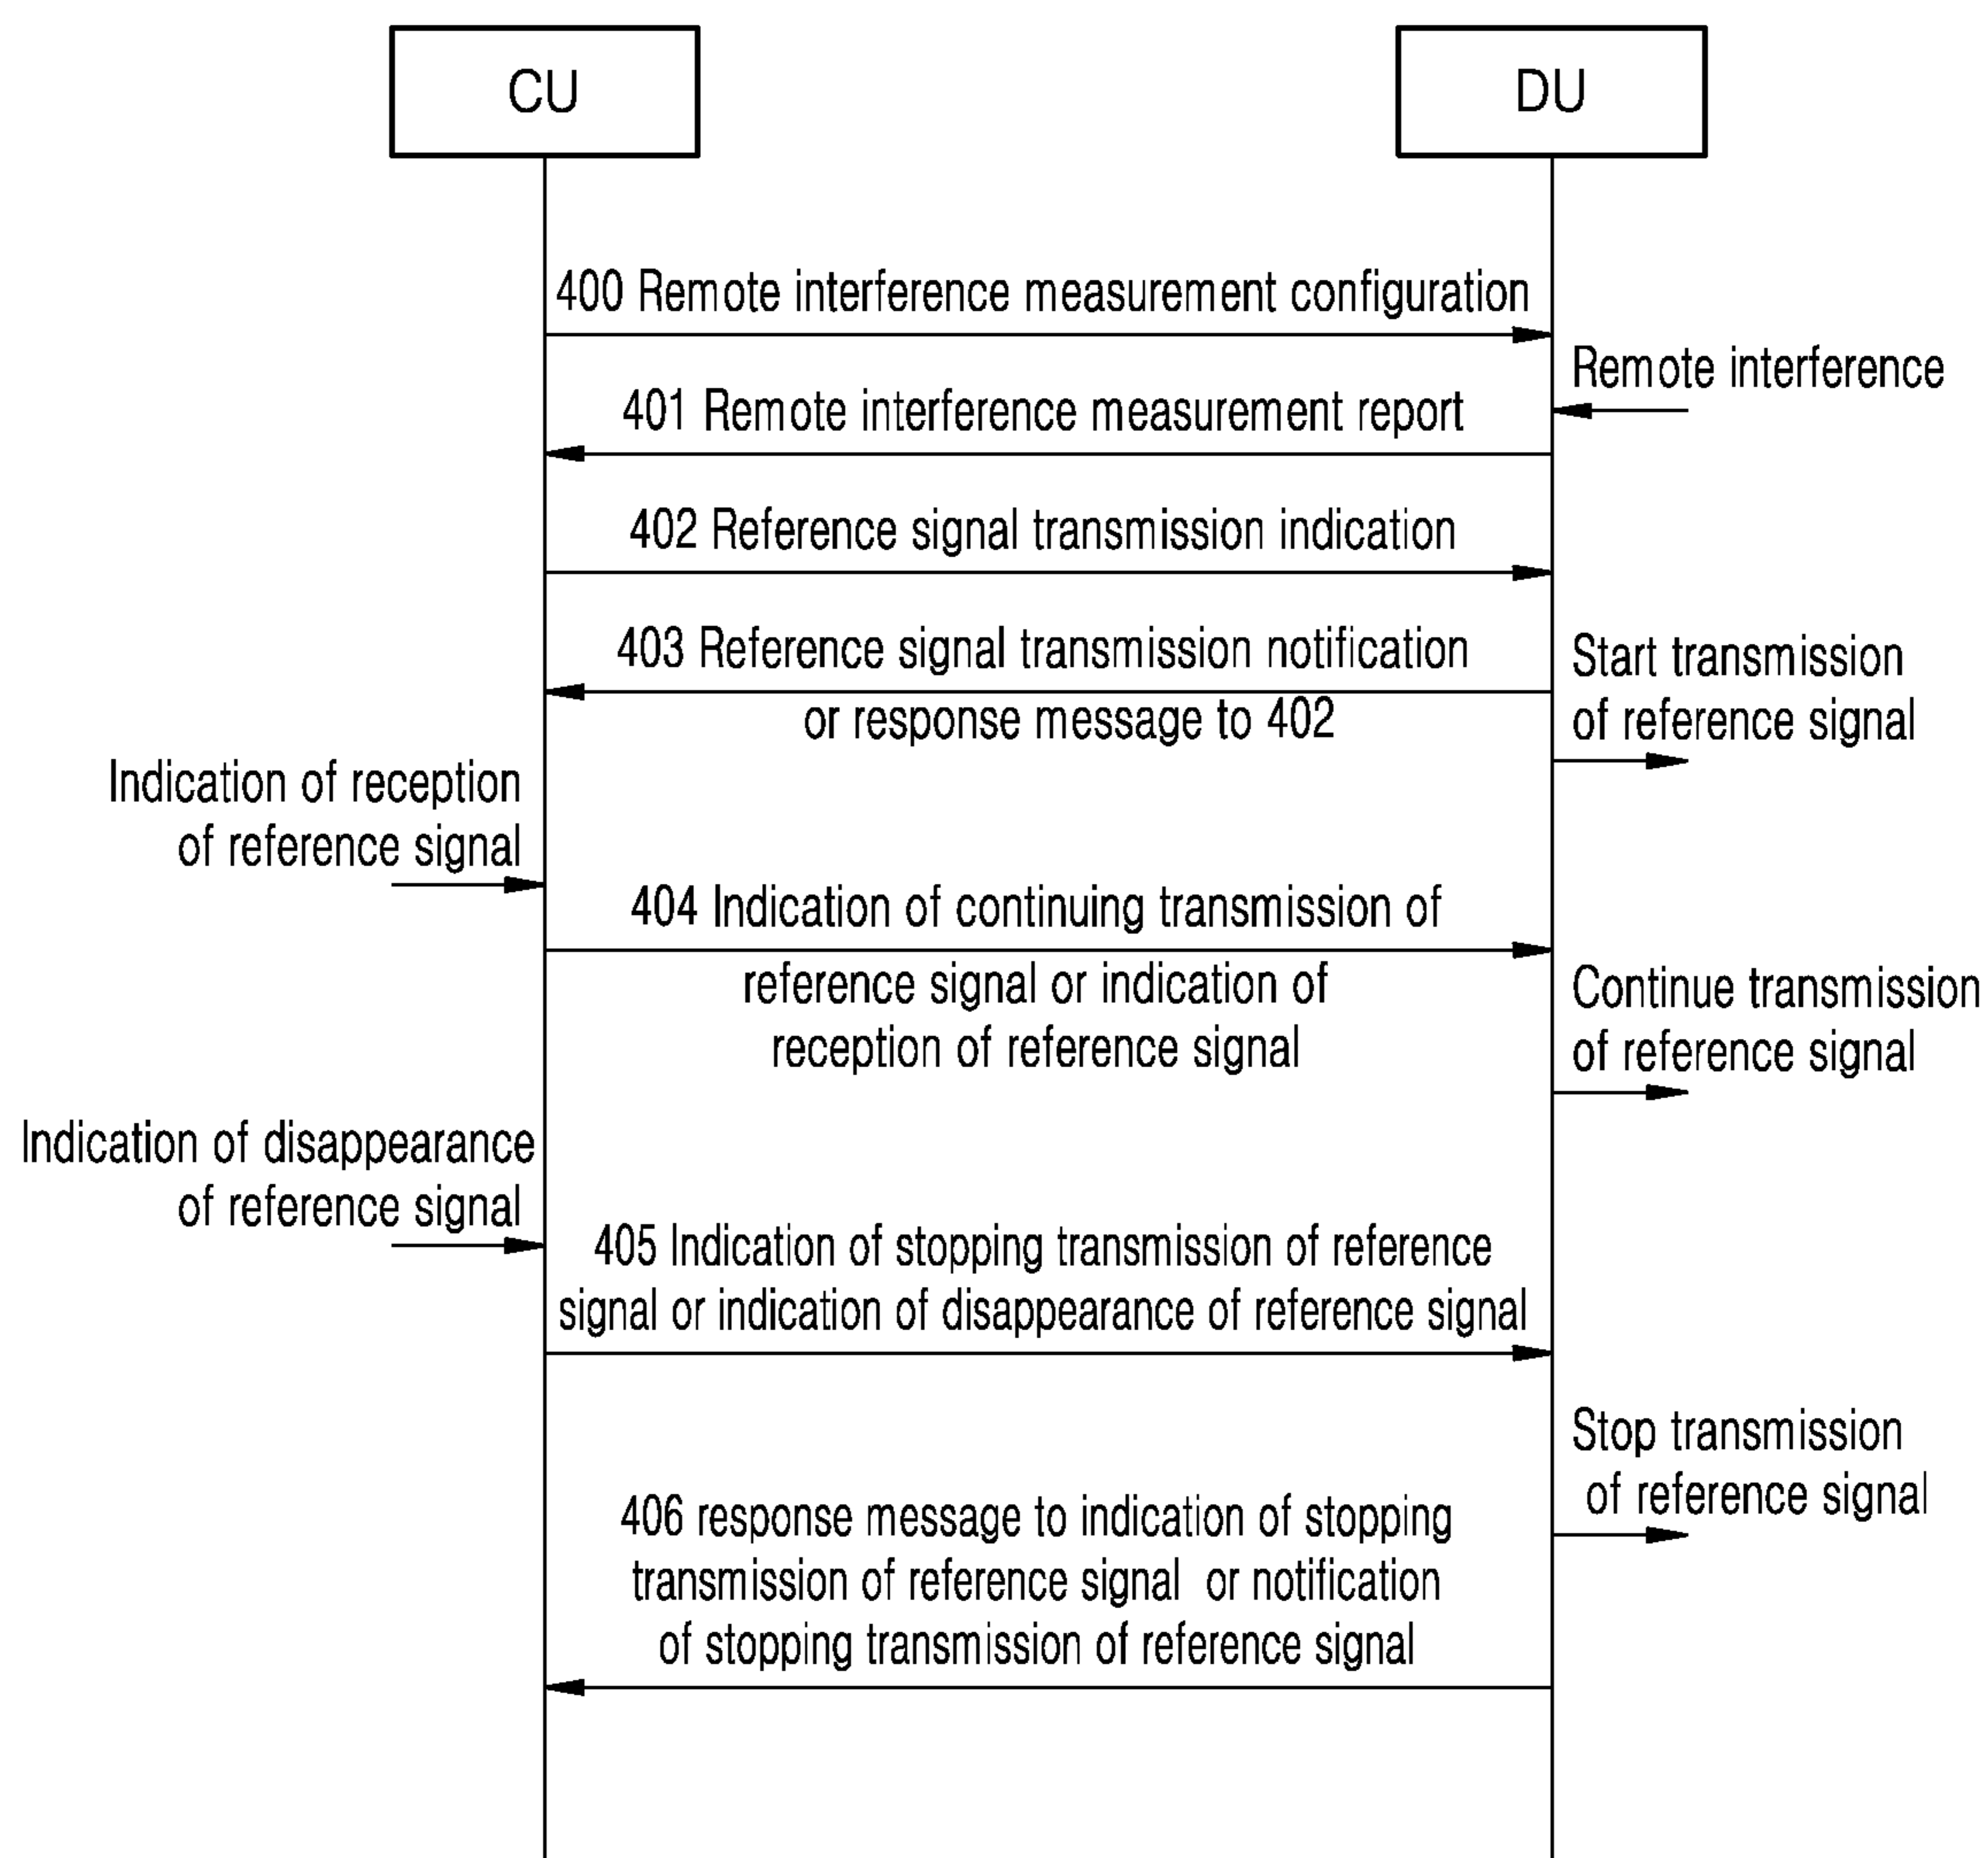 CU
DU
400 Remote interference measurement configuration
Remote interference
401 Remote interference measurement report
402 Reference signal transmission indication
403 Reference signal transmission notification
or response message to 402
Start transmission
of reference signal
Indication of reception
of reference signal
404 Indication of continuing transmission of
reference signal or indication of
reception of reference signal
Continue transmission
of reference signal
Indication of disappearance
of reference signal
405 Indication of stopping transmission of reference
signal or indication of disappearance of reference signal
Stop transmission
of reference signal
406 response message to indication of stopping
transmission of reference signal or notification
of stopping transmission of reference signal